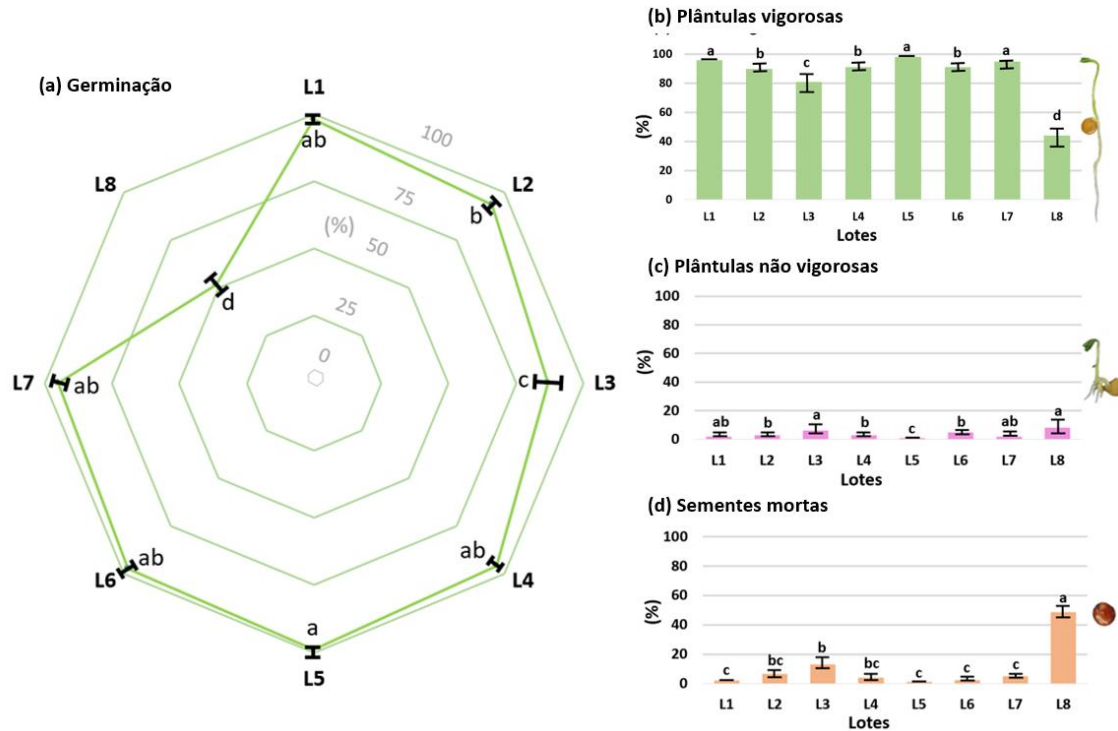 (a) Germinação
L1
L2
L3
L4
L5
L6
L7
L8
100
75
(%)
50
25
0
ab
b
c
ab
a
ab
ab
d
(b) Plântulas vigorosas
100
80
60
40
20
0
(%)
a b c b a b a d
L1 L2 L3 L4 L5 L6 L7 L8
Lotes
(c) Plântulas não vigorosas
100
80
60
40
20
0
(%)
ab b a b c b ab a
L1 L2 L3 L4 L5 L6 L7 L8
Lotes
(d) Sementes mortas
100
80
60
40
20
0
(%)
c bc b bc c c c a
L1 L2 L3 L4 L5 L6 L7 L8
Lotes